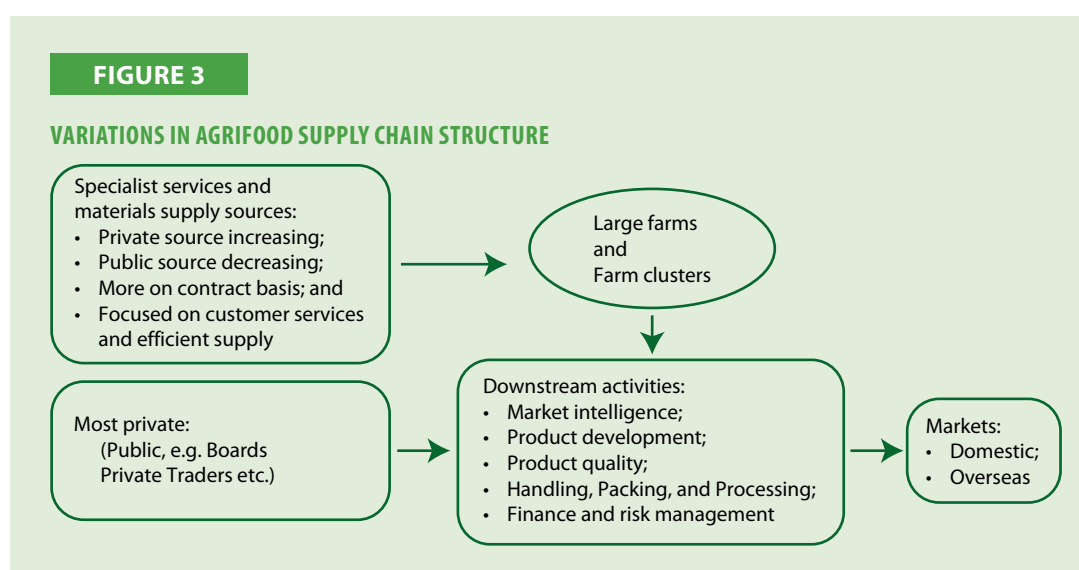 FIGURE 3
VARIATIONS IN AGRIFOOD SUPPLY CHAIN STRUCTURE
Specialist services and
materials supply sources:
• Private source increasing;
• Public source decreasing;
• More on contract basis; and
• Focused on customer services
and efficient supply
Large farms
and
Farm clusters
Most private:
(Public, e.g. Boards
Private Traders etc.)
Downstream activities:
• Market intelligence;
• Product development;
• Product quality;
• Handling, Packing, and Processing;
• Finance and risk management
Markets:
• Domestic;
• Overseas